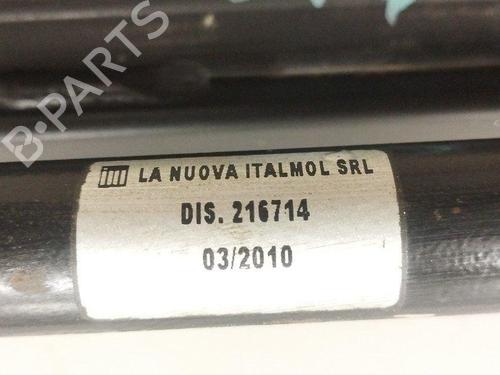 B-PARTS
LA NUOVA ITALMOL SRL
DIS. 216714
03/2010